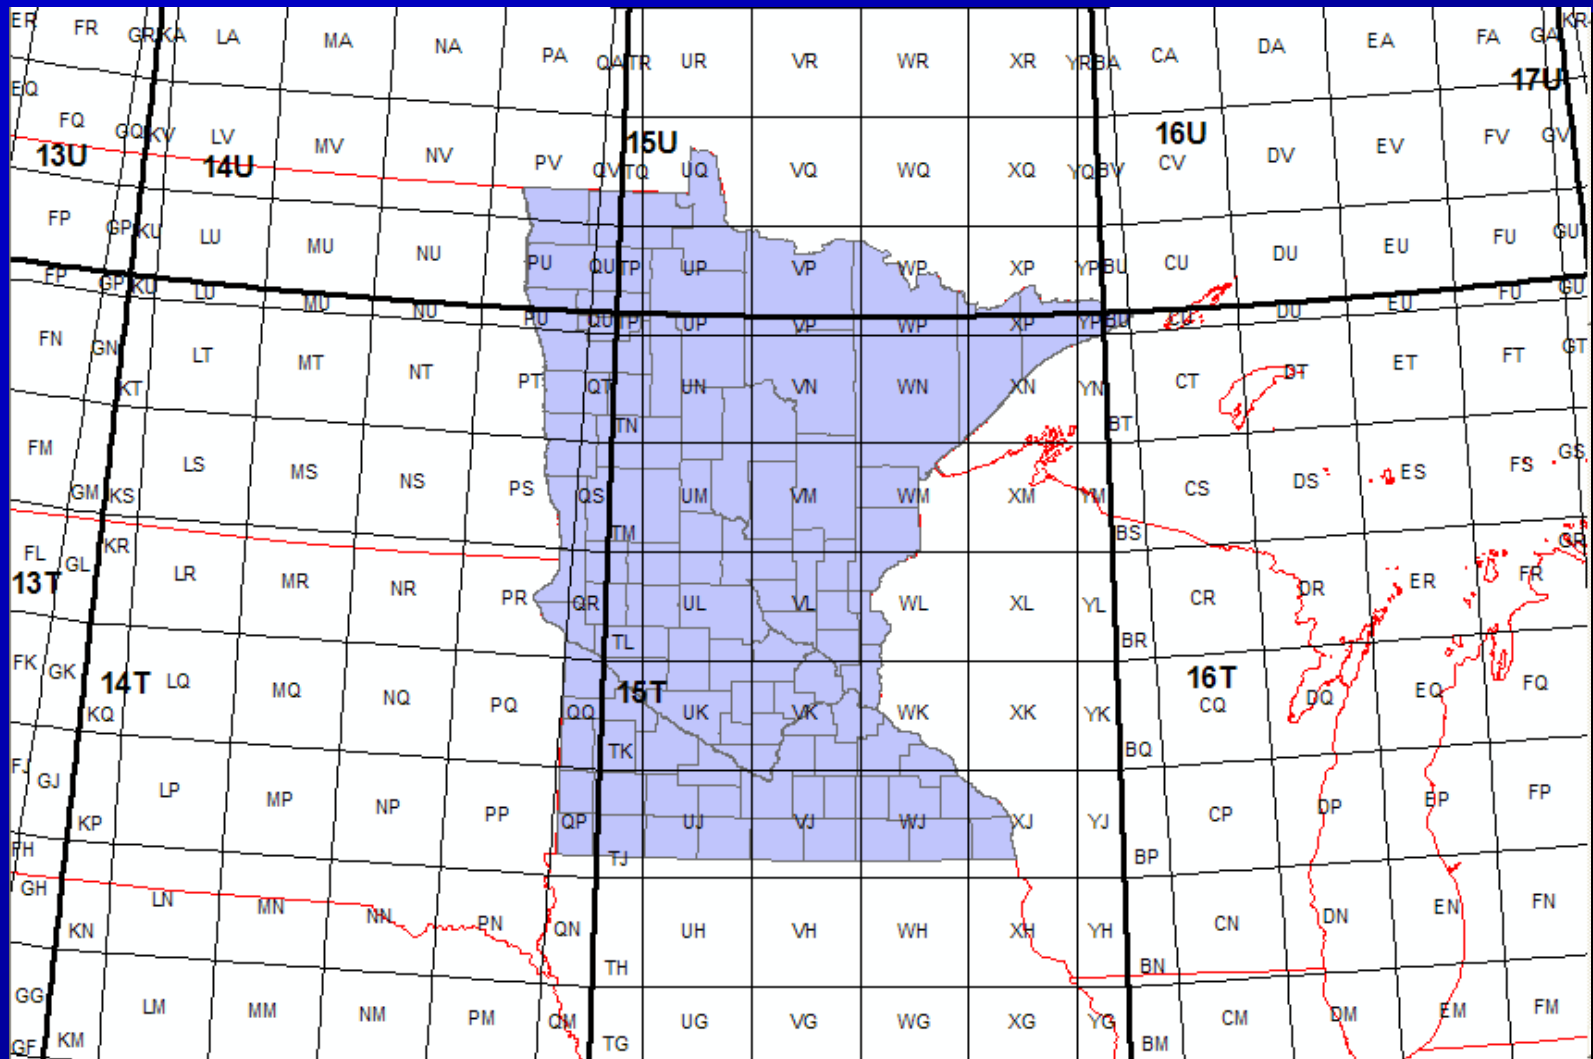 ER FR GR KA LA MA NA PA QA TR UR VR WR XR YR BA CA DA EA FA GA KR
17U
EQ FQ GQ KV LV MV NV PV QV TQ UQ VQ WQ XQ YQ BV CV DV EV FV GV
13U 14U 15U 16U
FP GP KU LU MU NU PU QU TP UP VP WP XP YP BU CU DU EU FU GU
FP GP KU LU MU NU PU QU TP UP VP WP XP YP BU CU DU EU FU GU
FN GN LT MT NT PT QT UN VN WN XN YN CT DT ET FT GT
KT TN BT
FM LS MS NS PS QS UM VM WM XM YM CS DS ES FS GS
GM KS TM BS
FL GL KR LR MR NR PR QR UL VL WL XL YL CR DR ER FR GR
13T
TL BR
FK GK LQ MQ NQ PQ QQ UK VK WK XK YK CQ DQ EQ FQ
14T 15T 16T
KQ TK BQ
FJ GJ LP MP NP PP QP UJ VJ WJ XJ YJ CP DP EP FP
KP TJ BP
FH
GH LN MN NN PN QN UH VH WH XH YH CN DN EN FN
KN TH BN
GG LM MM NM PM QM UG VG WG XG YG CM DM EM FM
GF KM TG BM